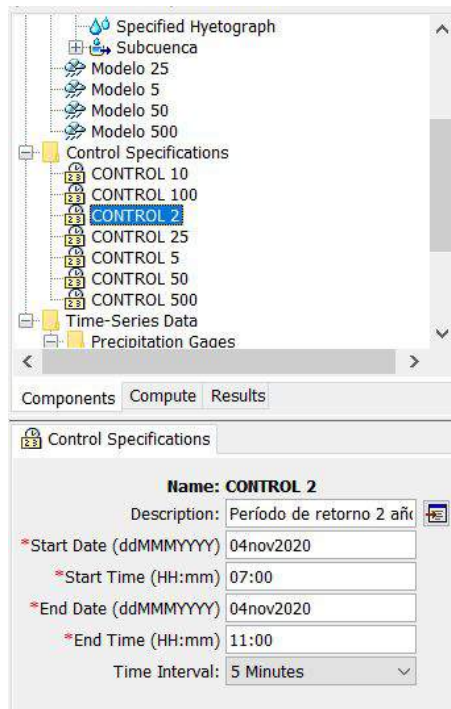 Specified Hyetograph
Subcuenca
Modelo 25
Modelo 5
Modelo 50
Modelo 500
Control Specifications
CONTROL 10
CONTROL 100
CONTROL 2
CONTROL 25
CONTROL 5
CONTROL 50
CONTROL 500
Time-Series Data
Precipitation Gages
Components Compute Results
Control Specifications
Name: CONTROL 2
Description: Período de retorno 2 año
*Start Date (ddMMMYYYY) 04nov2020
*Start Time (HH:mm) 07:00
*End Date (ddMMMYYYY) 04nov2020
*End Time (HH:mm) 11:00
Time Interval: 5 Minutes